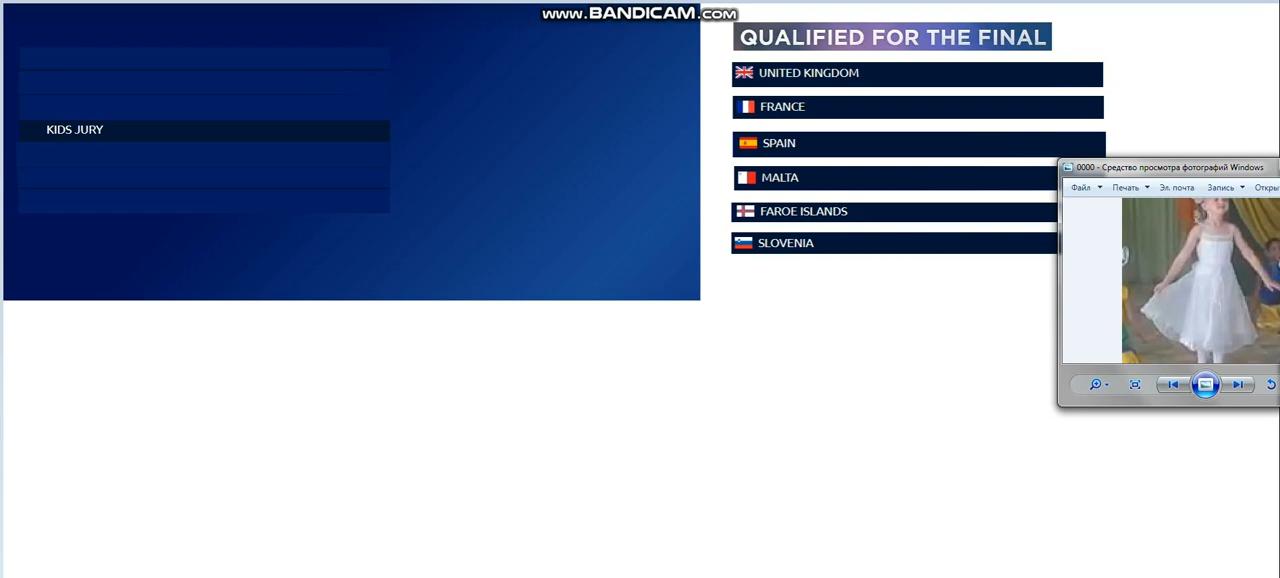 www.BANDICAM.com
QUALIFIED FOR THE FINAL
UNITED KINGDOM
FRANCE
KIDS JURY
SPAIN
MALTA
FAROE ISLANDS
SLOVENIA
0000 - Средство просмотра фотографий Windows
Файл Печать Эл. почта Запись Откры